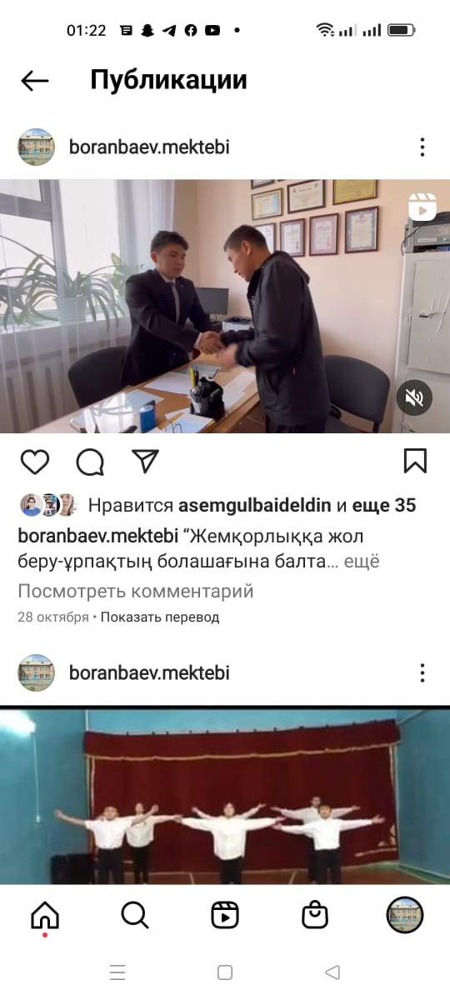 01:22
Публикации
boranbaev.mektebi
Нравится asemgulbaideldin и еще 35
boranbaev.mektebi “Жемқорлыққа жол
беру-ұрпақтың болашағына балта... ещё
Посмотреть комментарий
28 октября • Показать перевод
boranbaev.mektebi